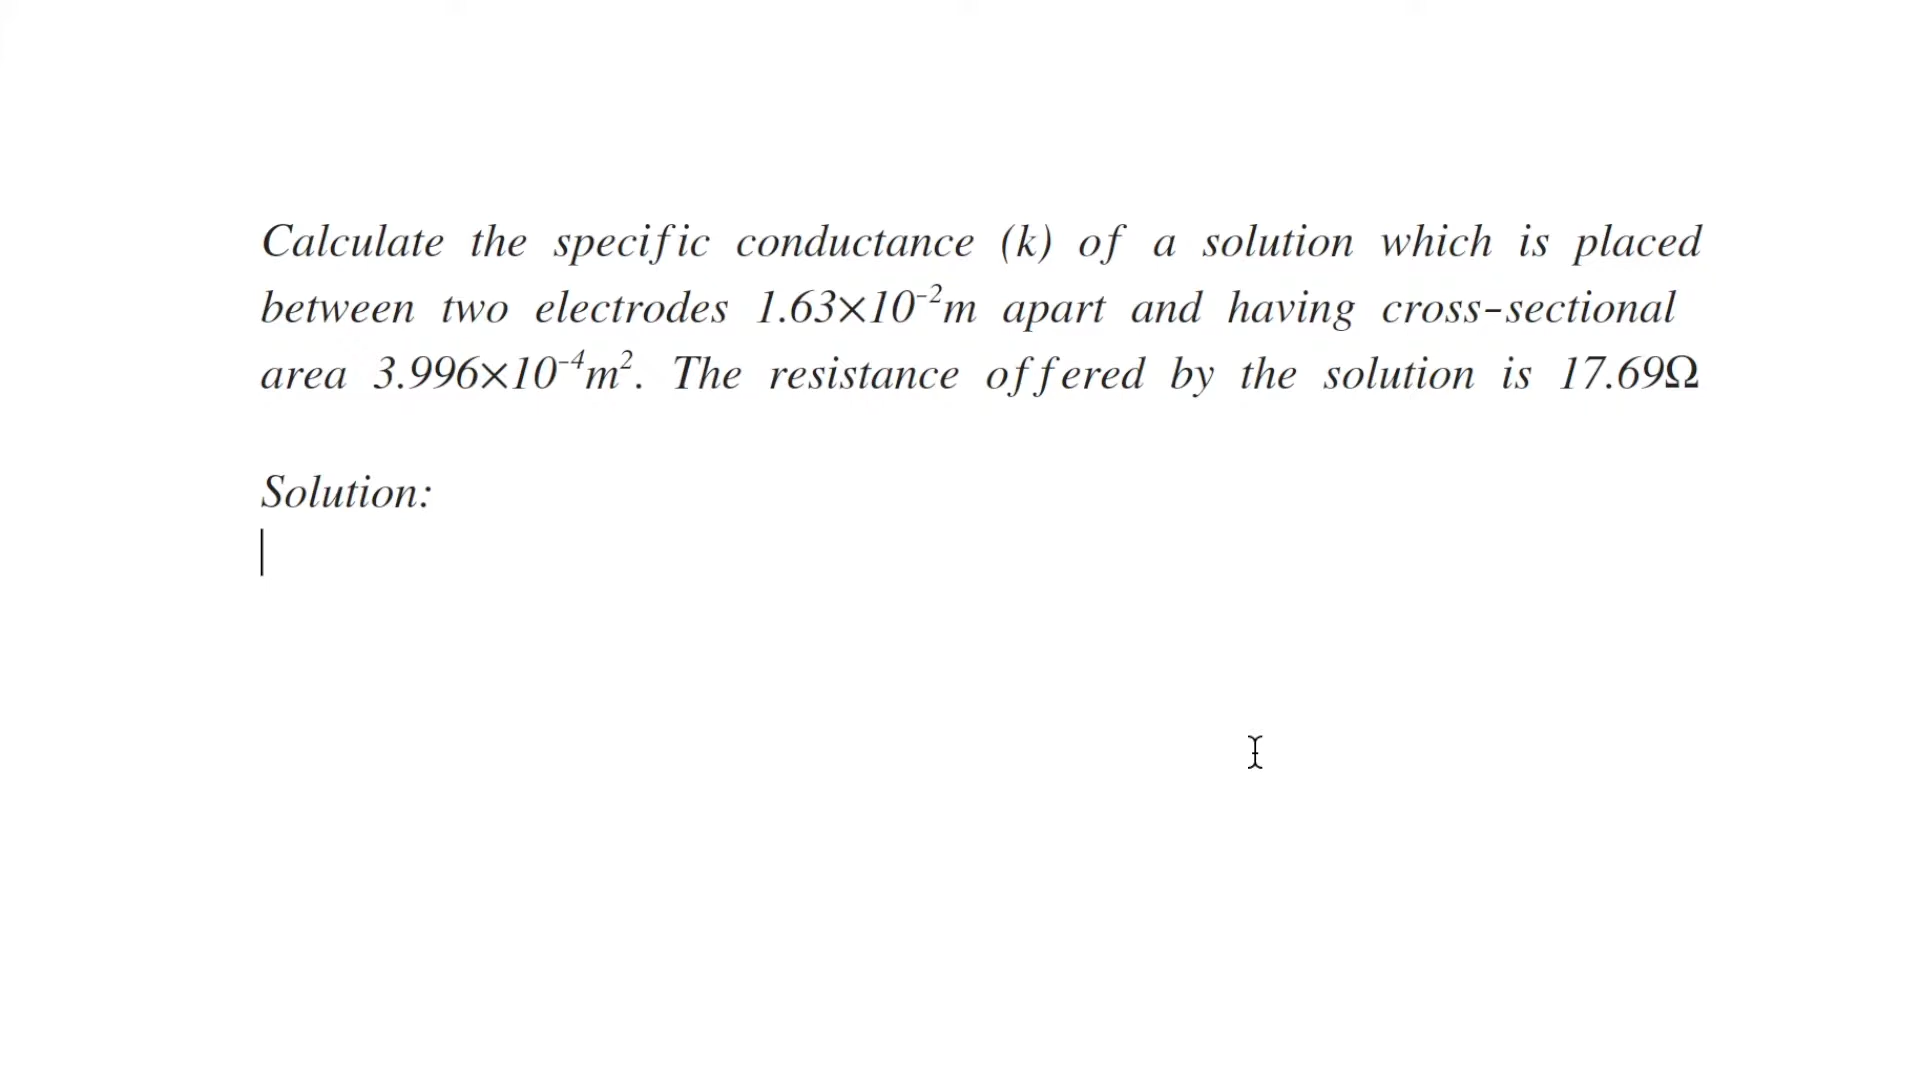 Calculate the specific conductance (k) of a solution which is placed
between two electrodes 1.63×10⁻²m apart and having cross-sectional
area 3.996×10⁻⁴m². The resistance offered by the solution is 17.69Ω
Solution: